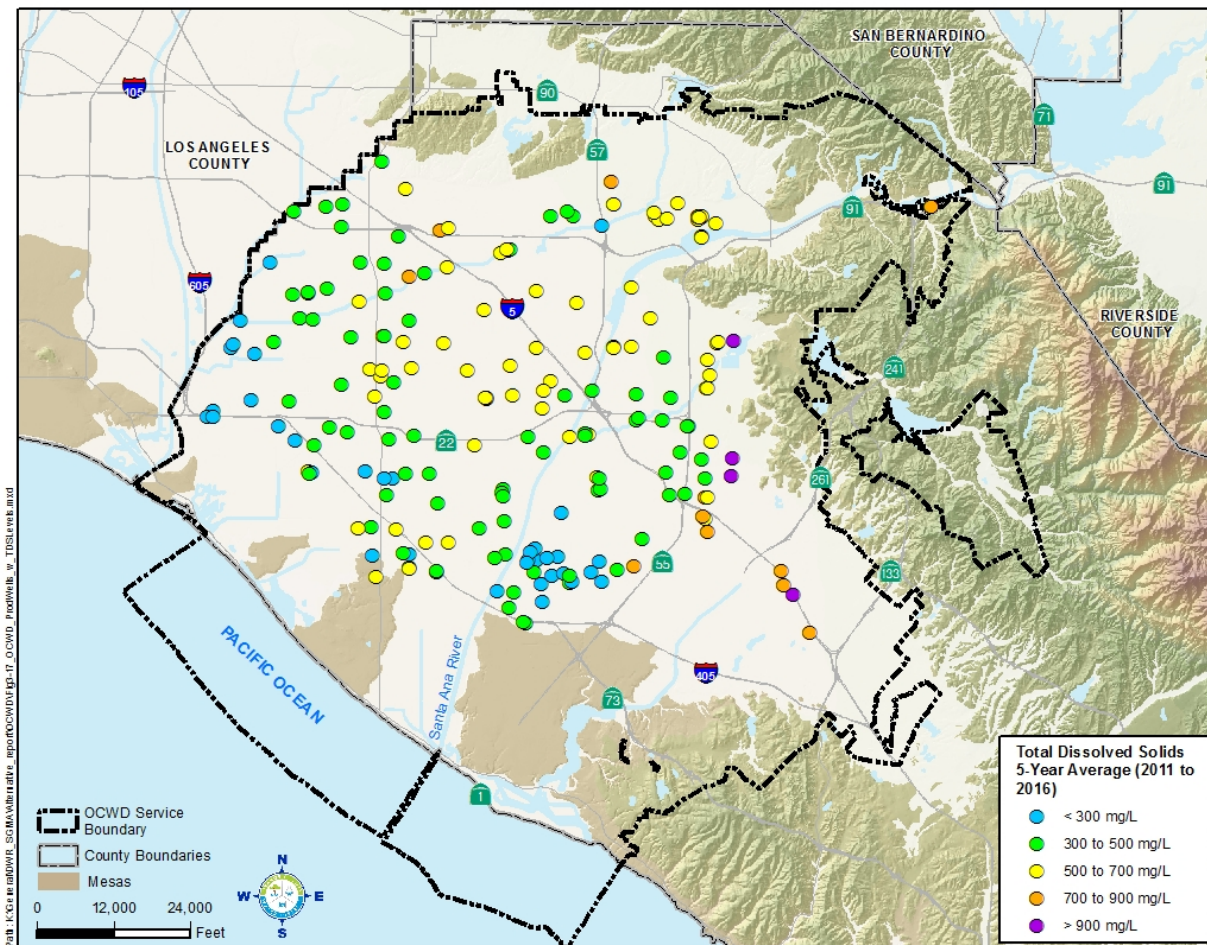 SAN BERNARDINO
COUNTY
405
90
71
57
LOS ANGELES
COUNTY
91
91
605
5
RIVERSIDE
COUNTY
241
22
261
55
133
PACIFIC OCEAN
Santa Ana River
405
73
1
Total Dissolved Solids
5-Year Average (2011 to
2016)
< 300 mg/L
300 to 500 mg/L
500 to 700 mg/L
700 to 900 mg/L
> 900 mg/L
OCWD Service
Boundary
County Boundaries
Mesas
0 12,000 24,000
Feet
N
W E
S